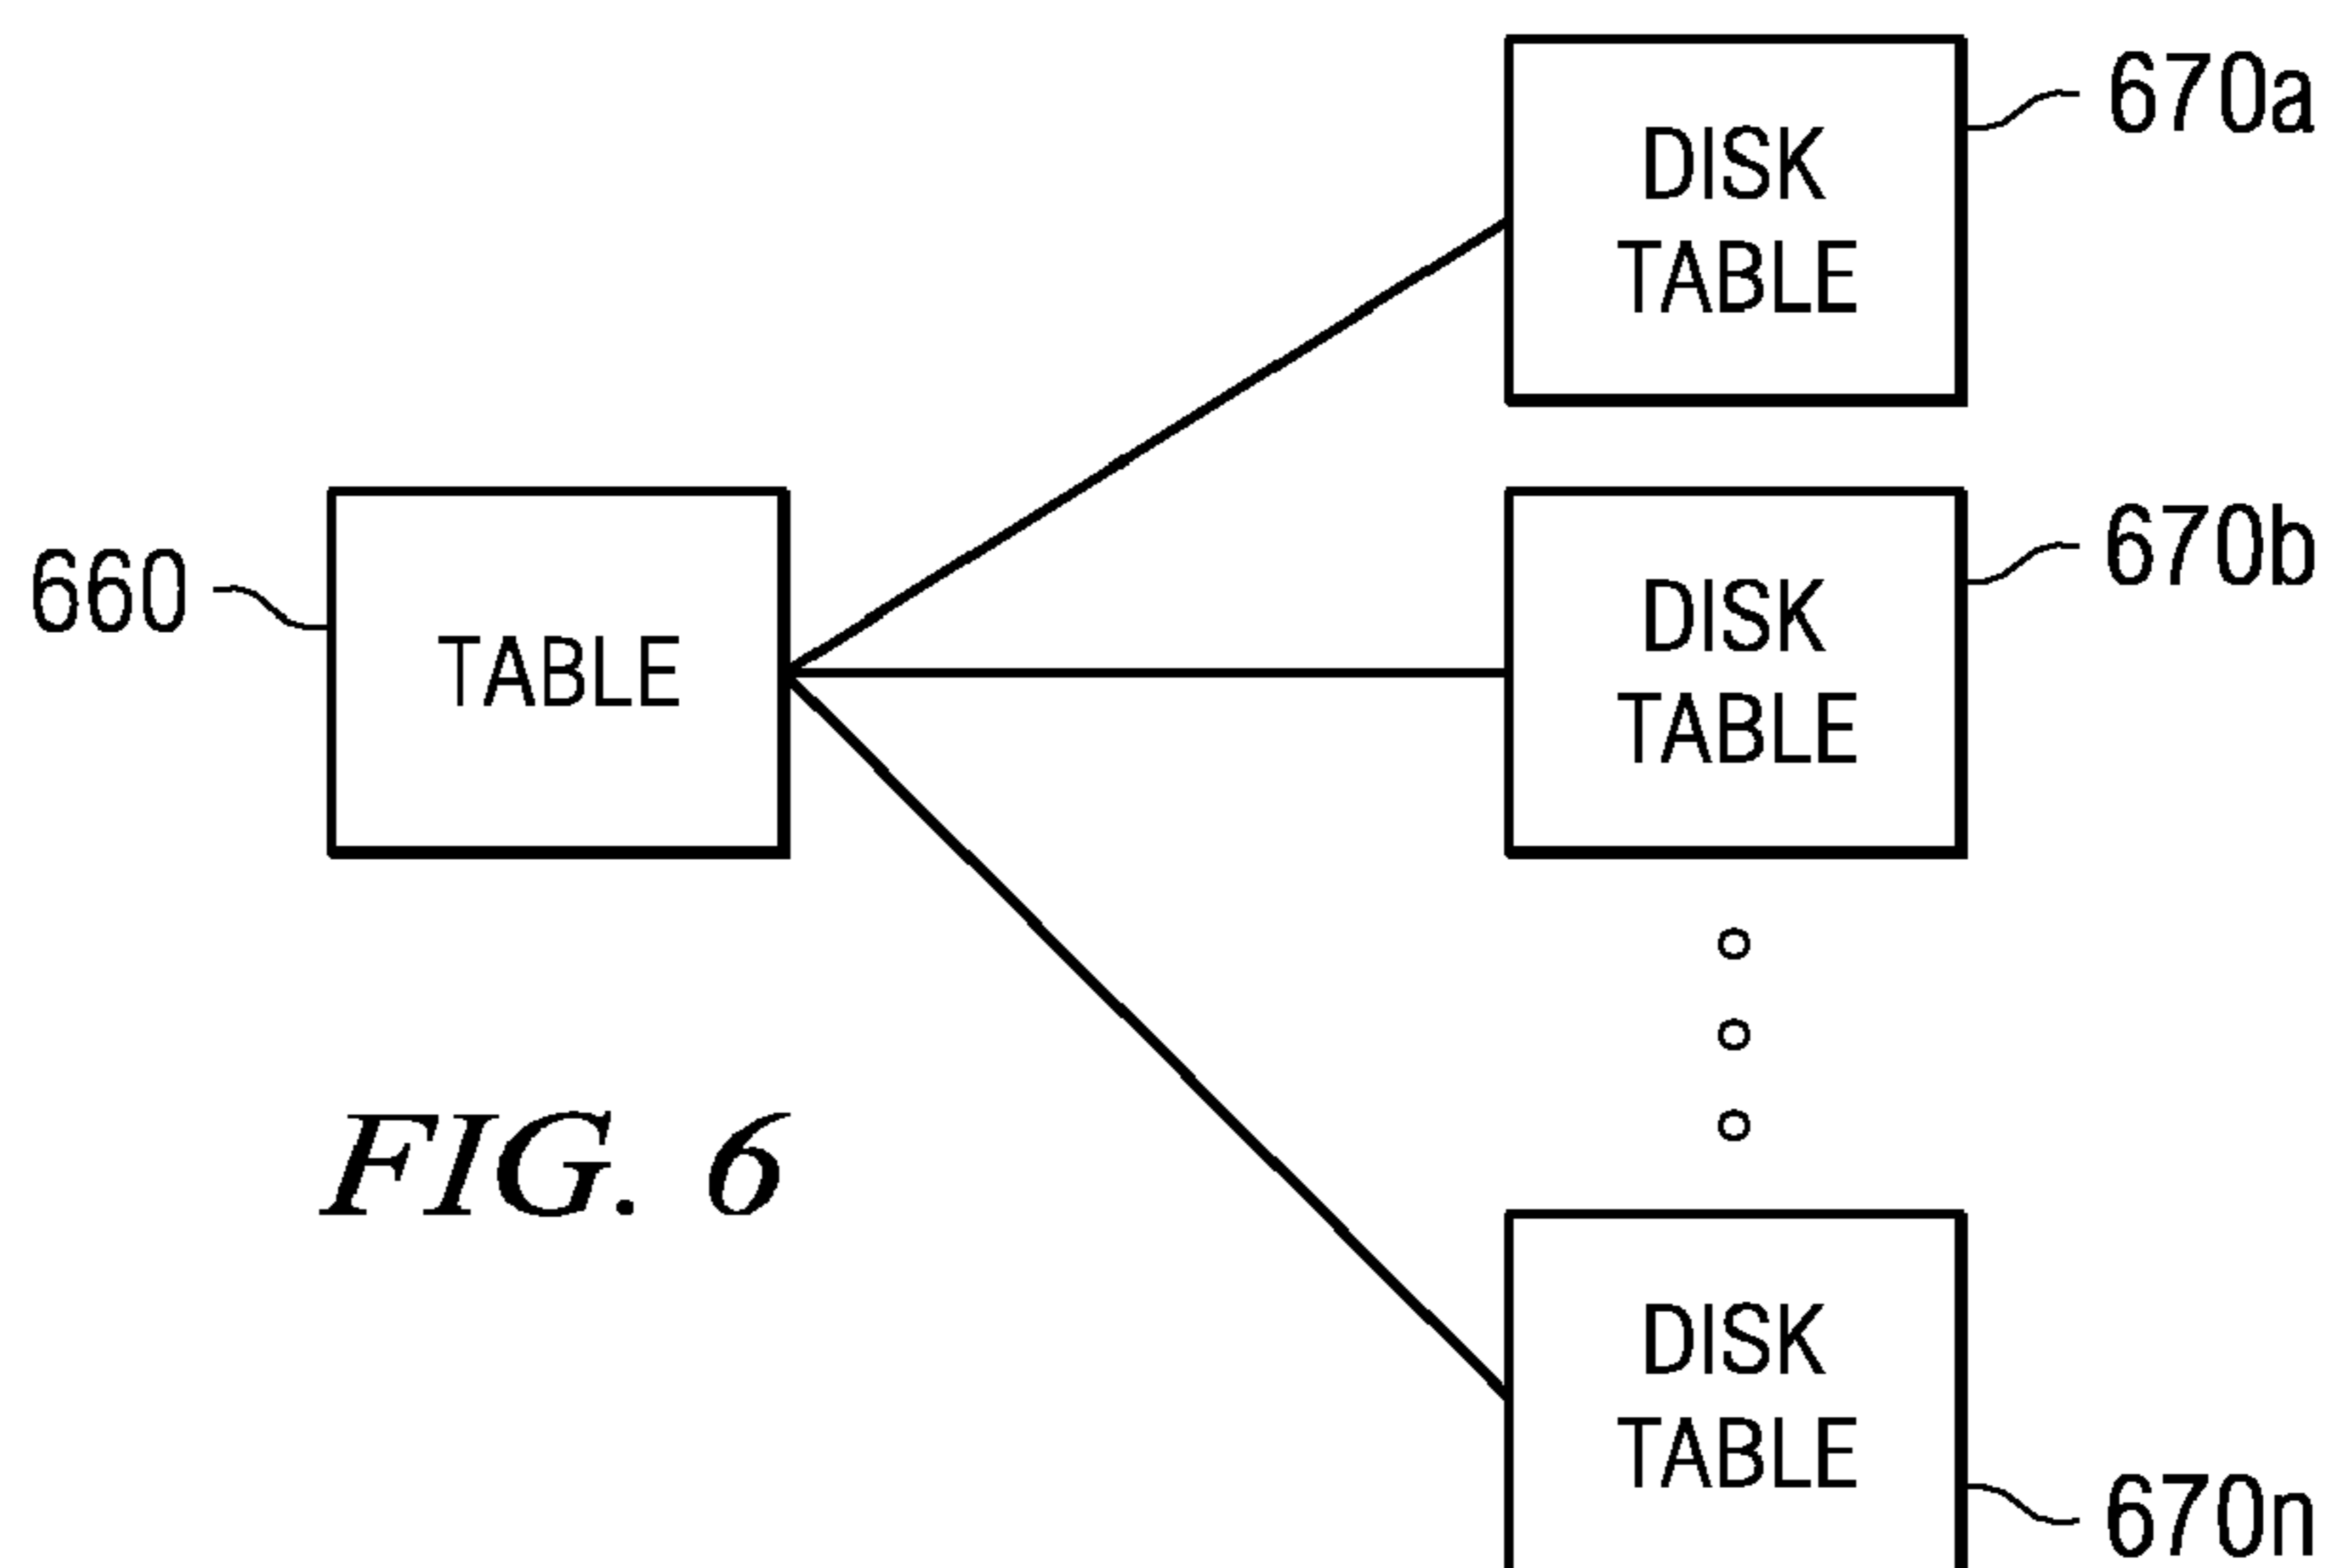 DISK
TABLE
670a
660
TABLE
DISK
TABLE
670b
FIG. 6
DISK
TABLE
670n